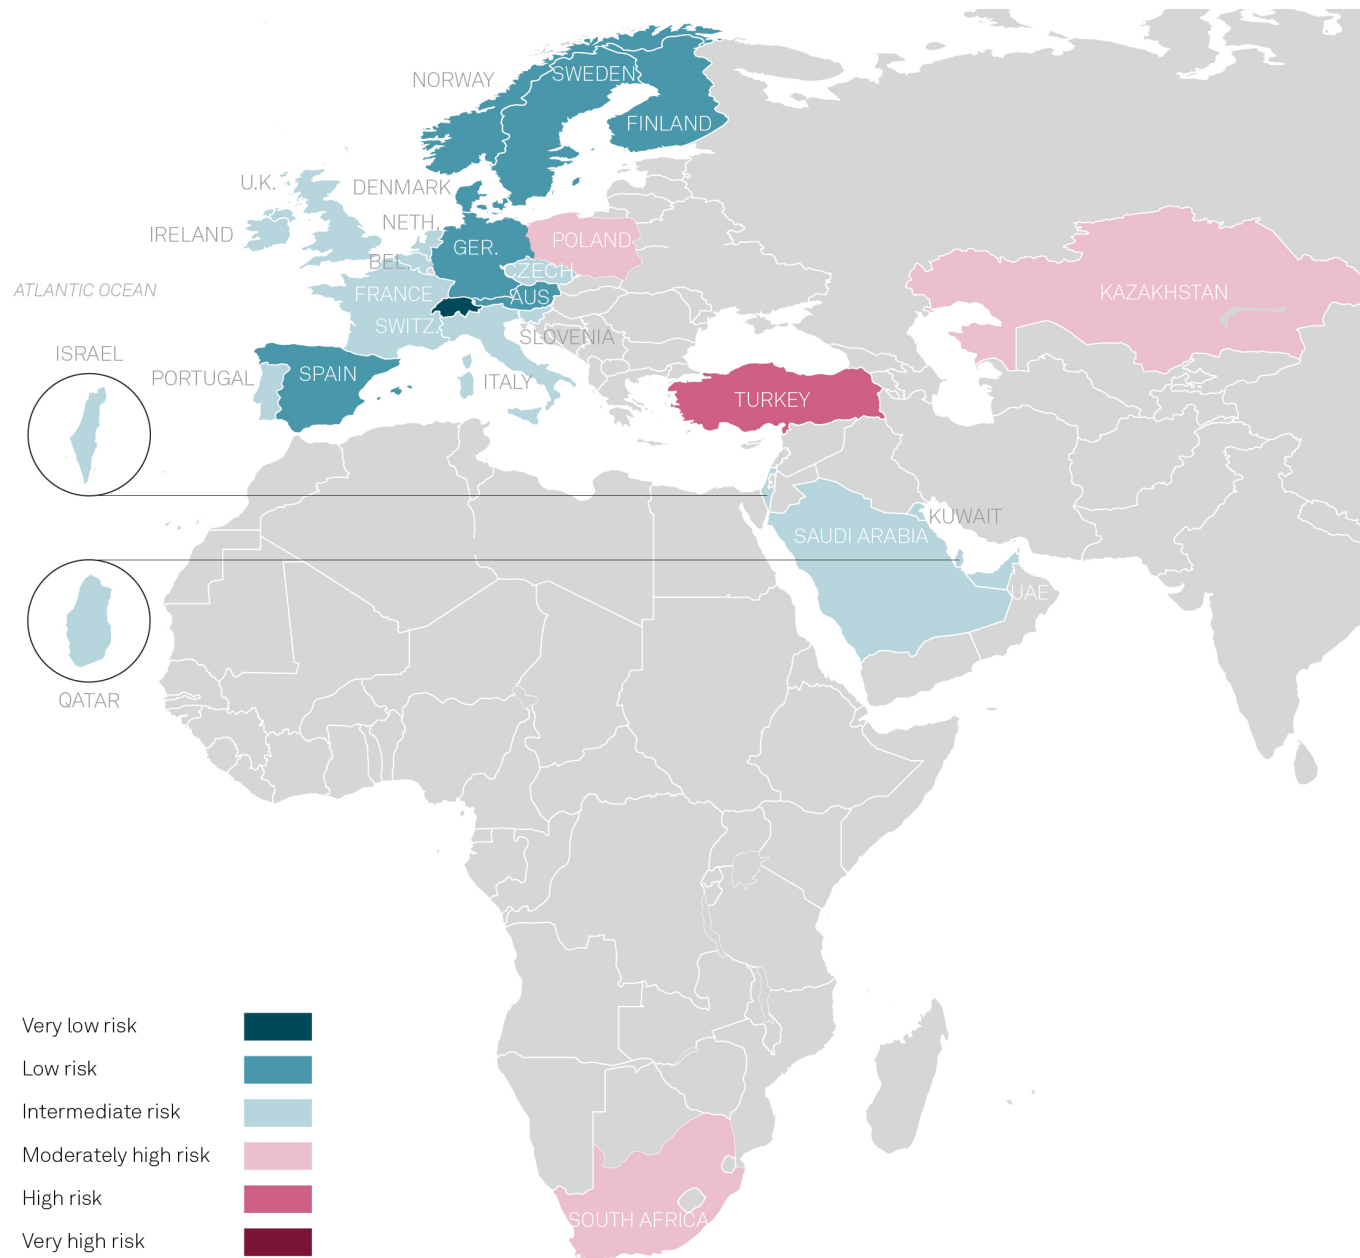 NORWAY
SWEDEN
FINLAND
U.K.
DENMARK
NETH.
IRELAND
GER.
POLAND
BEL.
CZECH
ATLANTIC OCEAN
FRANCE
AUS
KAZAKHSTAN
SWITZ.
SLOVENIA
ISRAEL
PORTUGAL
SPAIN
ITALY
TURKEY
KUWAIT
SAUDI ARABIA
UAE
QATAR
Very low risk
Low risk
Intermediate risk
Moderately high risk
High risk
SOUTH AFRICA
Very high risk